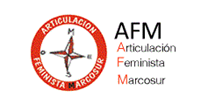 ARTICULACION
FEMINISTA MARCOSUR
AFM
Articulación
Feminista
Marcosur